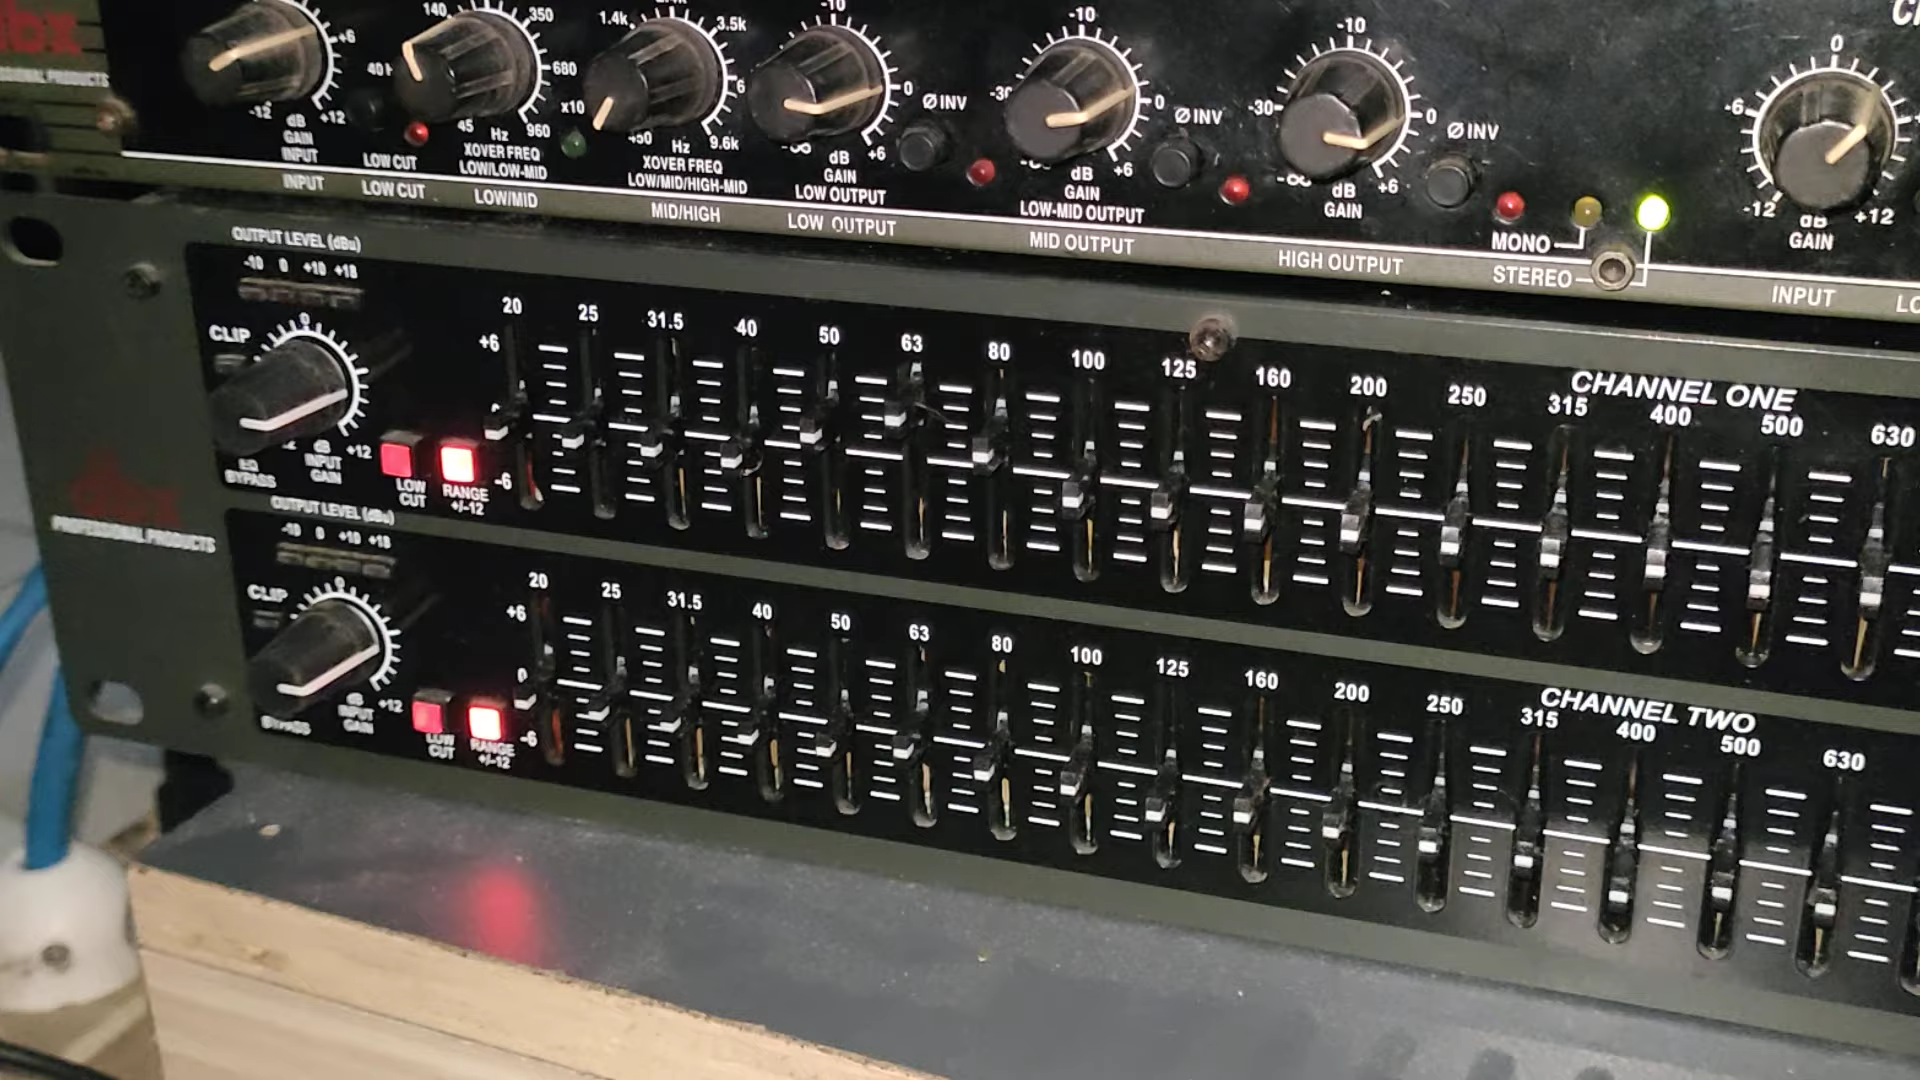 dbx
PROFESSIONAL PRODUCTS
+6
-12 dB +12
GAIN
INPUT
INPUT
LOW CUT
LOW CUT
140 350
680
45 Hz 960
XOVER FREQ
LOW/LOW-MID
LOW/MID
x10
1.4k 3.5k
450 Hz 9.6k
XOVER FREQ
LOW/MID/HIGH-MID
MID/HIGH
-10
0
-∞ dB +6
GAIN
LOW OUTPUT
LOW OUTPUT
Ø INV
-10
-30 0
dB +6
GAIN
LOW-MID OUTPUT
MID OUTPUT
Ø INV
-10
-30 0
-∞ dB +6
GAIN
HIGH OUTPUT
Ø INV
MONO
STEREO
0
-6
-12 dB +12
GAIN
INPUT
OUTPUT LEVEL (dBu)
-10 0 +10 +18
CLIP
0
+12
dB
INPUT
GAIN
EQ
BYPASS
LOW
CUT
RANGE
+/-12
+6
-6
20 25 31.5 40 50 63 80 100 125 160 200 250 315 400 500 630
CHANNEL ONE
dbx
PROFESSIONAL PRODUCTS
OUTPUT LEVEL (dBu)
-10 0 +10 +18
CLIP
0
+12
dB
INPUT
GAIN
BYPASS
LOW
CUT
RANGE
+/-12
+6
0
-6
20 25 31.5 40 50 63 80 100 125 160 200 250 315 400 500 630
CHANNEL TWO